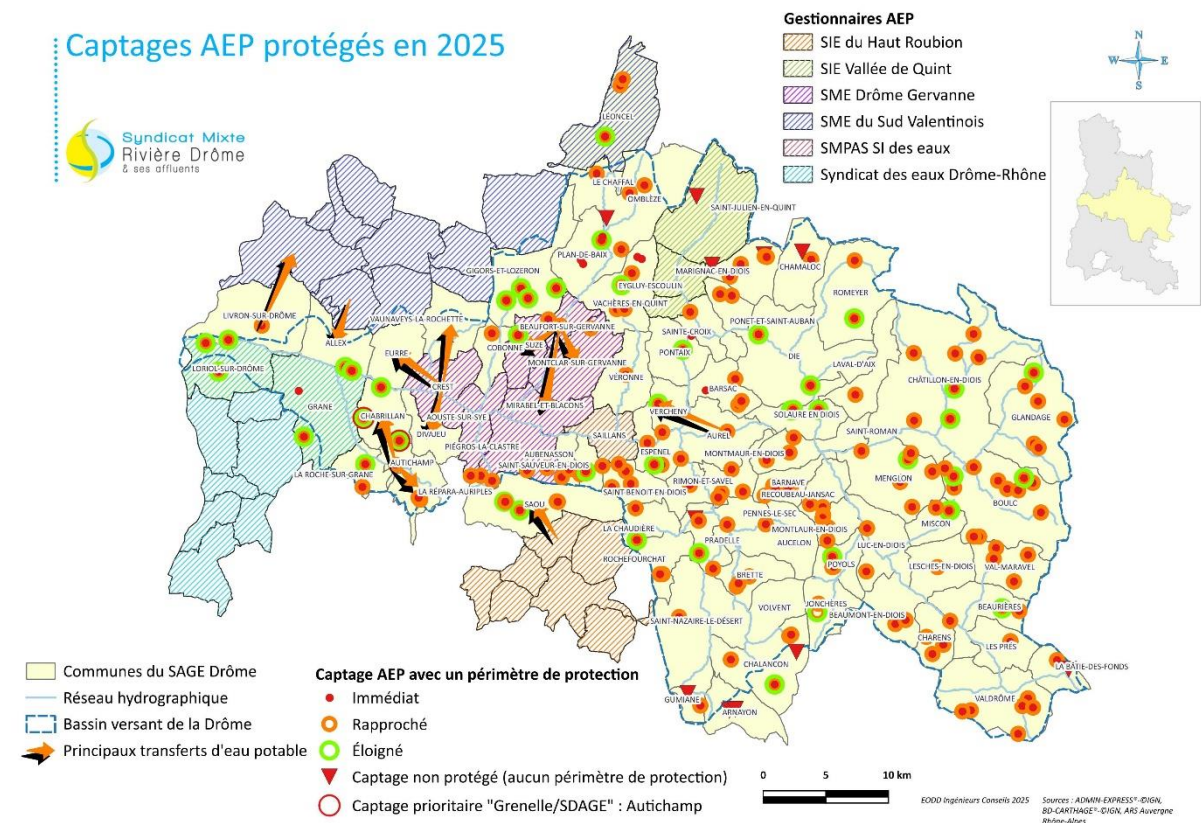 Captages AEP protégés en 2025
Syndicat Mixte
Rivière Drôme
& ses affluents
Gestionnaires AEP
SIE du Haut Roubion
SIE Vallée de Quint
SME Drôme Gervanne
SME du Sud Valentinois
SMPAS SI des eaux
Syndicat des eaux Drôme-Rhône
N
W E
S
LÉONCEL
LE CHAFFAL
OMBLÈZE
SAINT-JULIEN-EN-QUINT
PLAN-DE-BAIX
MARIGNAC-EN-DIOIS
CHAMALOC
GIGORS-ET-LOZERON
EYGLUY-ESCOULIN
ROMEYER
VACHÈRES-EN-QUINT
LIVRON-SUR-DRÔME
VAUNAVEYS-LA-ROCHETTE
BEAUFORT-SUR-GERVANNE
SAINTE-CROIX
PONET-ET-SAINT-AUBAN
ALLEX
COBONNE
SUZE
PONTAIX
EURRE
MONTCLAR-SUR-GERVANNE
DIE
LAVAL-D'AIX
LORIOL-SUR-DRÔME
CREST
VÉRONNE
BARSAC
CHÂTILLON-EN-DIOIS
GRANE
MIRABEL-ET-BLACONS
VERCHENY
SOLAURE EN DIOIS
GLANDAGE
CHABRILLAN
AOUSTE-SUR-SYE
DIVAJEU
SAILLANS
AUREL
SAINT-ROMAN
PIÉGROS-LA-CLASTRE
AUBENASSON
ESPENEL
MONTMAUR-EN-DIOIS
AUTICHAMP
SAINT-SAUVEUR-EN-DIOIS
LA ROCHE-SUR-GRANE
RIMON-ET-SAVEL
BARNAVE
MENGLON
LA RÉPARA-AURIPLES
SAINT-BENOIT-EN-DIOIS
RECOUBEAU-JANSAC
BOULC
SAOU
PENNES-LE-SEC
MISCON
LA CHAUDIÈRE
MONTLAUR-EN-DIOIS
PRADELLE
AUCELON
LUC-EN-DIOIS
ROCHEFOURCHAT
POYOLS
LESCHES-EN-DIOIS
VAL-MARAVEL
BRETTE
VOLVENT
JONCHÈRES
BEAURIÈRES
SAINT-NAZAIRE-LE-DÉSERT
BEAUMONT-EN-DIOIS
CHARENS
LES PRÉS
CHALANCON
LA BÂTIE-DES-FONDS
GUMIANE
VALDRÔME
ARNAYON
Communes du SAGE Drôme
Réseau hydrographique
Bassin versant de la Drôme
Principaux transferts d'eau potable
Captage AEP avec un périmètre de protection
Immédiat
Rapproché
Éloigné
Captage non protégé (aucun périmètre de protection)
Captage prioritaire "Grenelle/SDAGE" : Autichamp
0 5 10 km
EODD Ingénieurs Conseils 2025
Sources : ADMIN-EXPRESS®-©IGN,
BD-CARTHAGE®-©IGN, ARS Auvergne
Rhône-Alpes